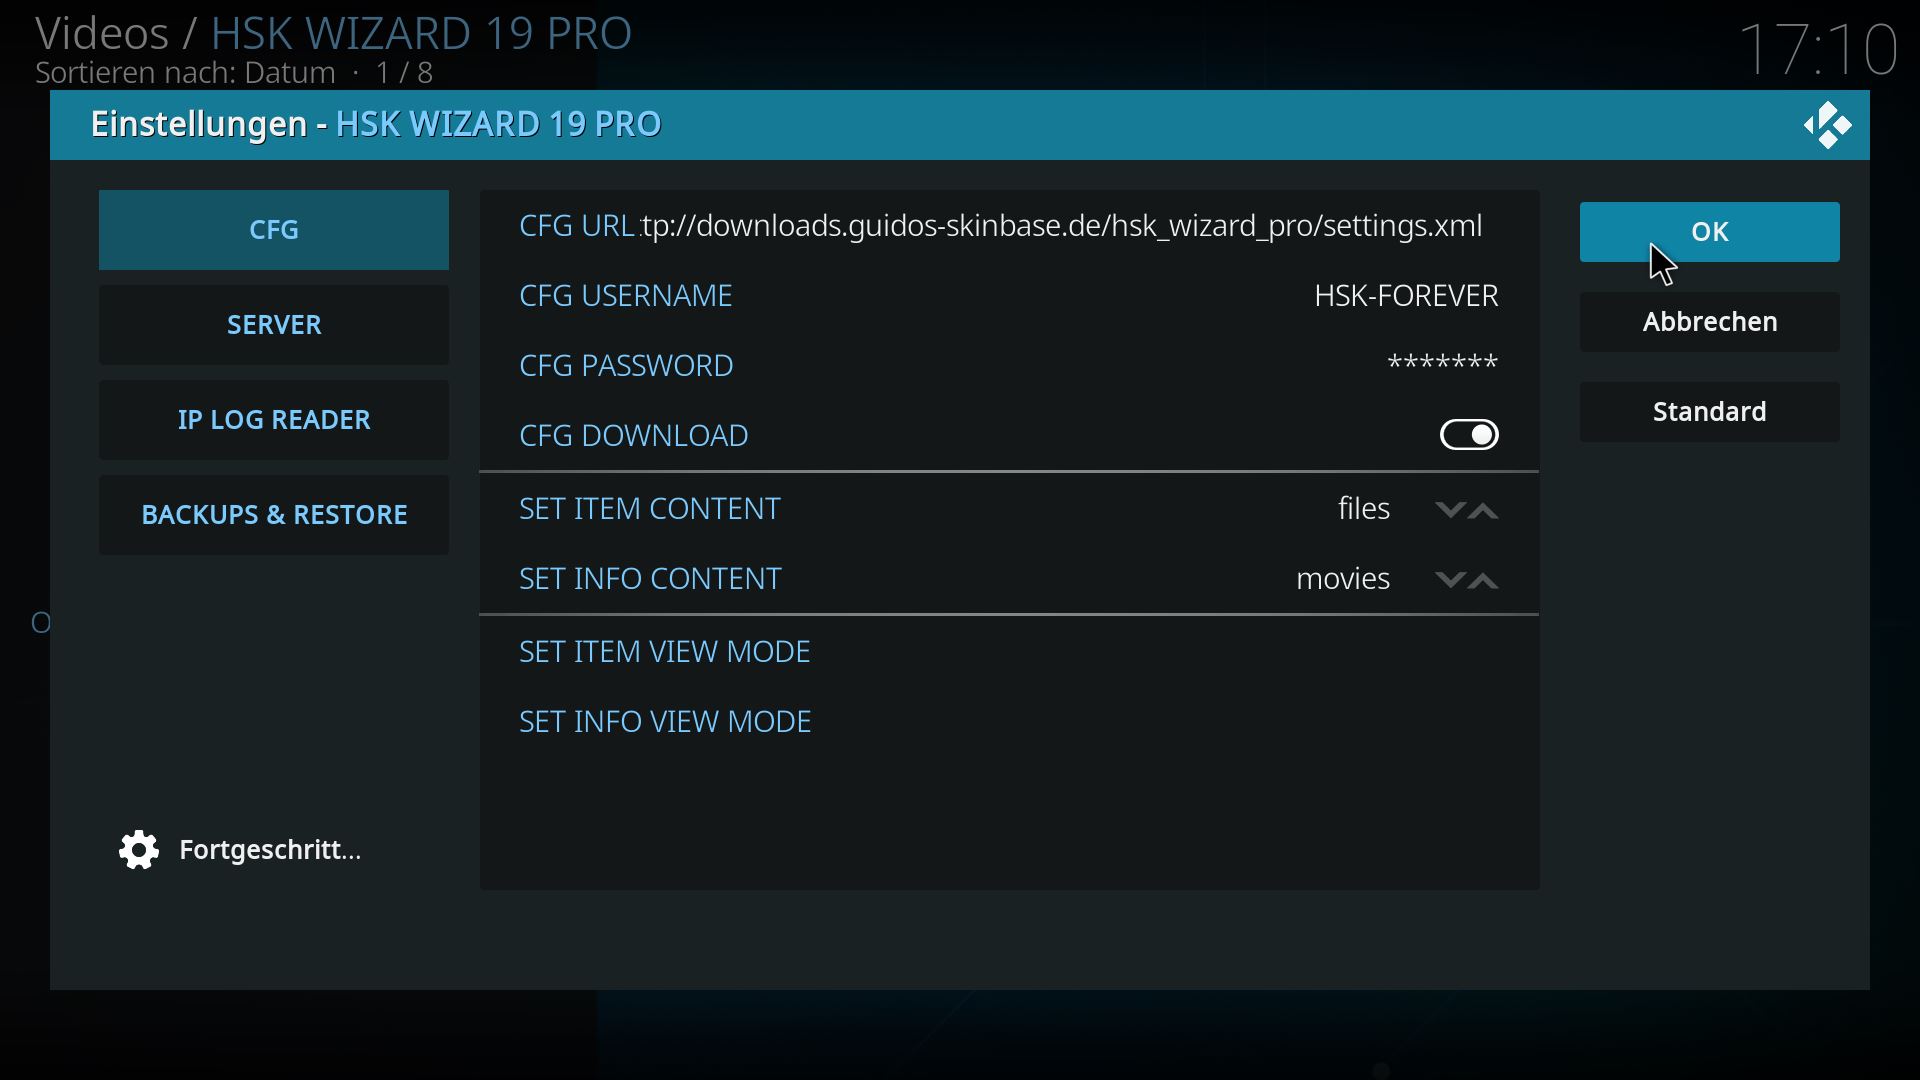 Videos / HSK WIZARD 19 PRO
Sortieren nach: Datum · 1 / 8
17:10
Einstellungen - HSK WIZARD 19 PRO
CFG
SERVER
IP LOG READER
BACKUPS & RESTORE
Fortgeschritt...
CFG URL :tp://downloads.guidos-skinbase.de/hsk_wizard_pro/settings.xml
CFG USERNAME HSK-FOREVER
CFG PASSWORD *******
CFG DOWNLOAD
SET ITEM CONTENT files
SET INFO CONTENT movies
SET ITEM VIEW MODE
SET INFO VIEW MODE
OK
Abbrechen
Standard